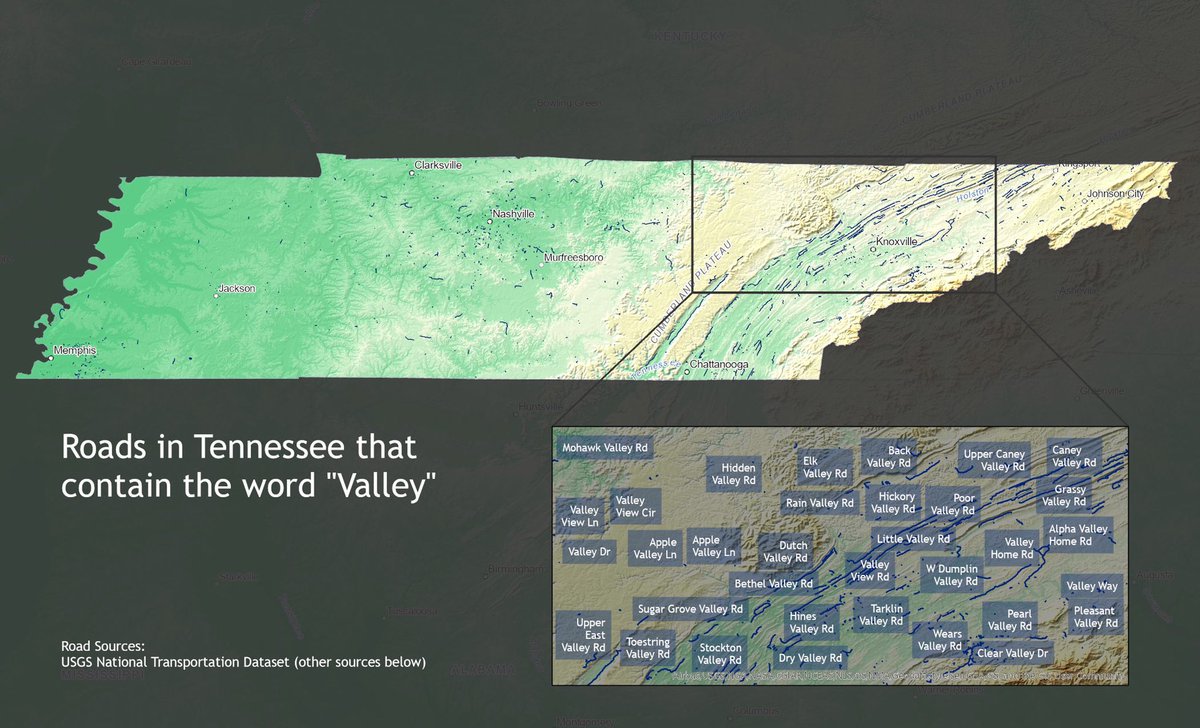 KENTUCKY
Cape Girardeau
CUMBERLAND PLATEAU
Bowling Green
Clarksville
Kingsport
Johnson City
Holston
Nashville
Knoxville
Murfreesboro
CUMBERLAND PLATEAU
Jackson
Asheville
Memphis
Chattanooga
Tennessee
Greenville
Huntsville
Roads in Tennessee that
contain the word "Valley"
Mohawk Valley Rd
Hidden
Valley Rd
Elk
Valley Rd
Back
Valley Rd
Upper Caney
Valley Rd
Caney
Valley Rd
Valley
View Ln
Valley
View Cir
Rain Valley Rd
Hickory
Valley Rd
Poor
Valley Rd
Grassy
Valley Rd
Valley Dr
Apple
Valley Ln
Apple
Valley Ln
Dutch
Valley Rd
Little Valley Rd
Valley
Home Rd
Alpha Valley
Home Rd
Bethel Valley Rd
Valley
View Rd
W Dumplin
Valley Rd
Valley Way
Sugar Grove Valley Rd
Hines
Valley Rd
Tarklin
Valley Rd
Pearl
Valley Rd
Pleasant
Valley Rd
Upper
East
Valley Rd
Toestring
Valley Rd
Stockton
Valley Rd
Dry Valley Rd
Wears
Valley Rd
Clear Valley Dr
Birmingham
Augusta
Starkville
Tuscaloosa
Road Sources:
USGS National Transportation Dataset (other sources below)
MISSISSIPPI
ALABAMA
Warner Robins
Columbus
Montgomery